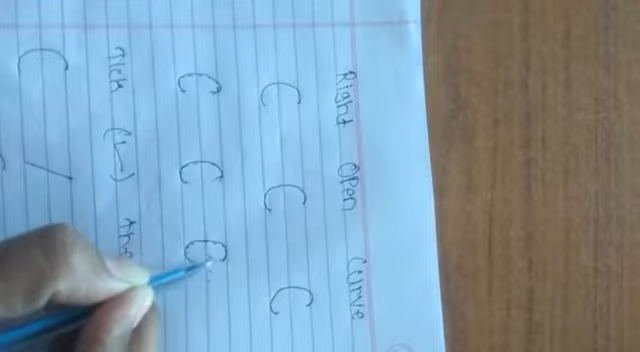 Right Open Curve
C C C
C C C
Tick (✓) the
C /